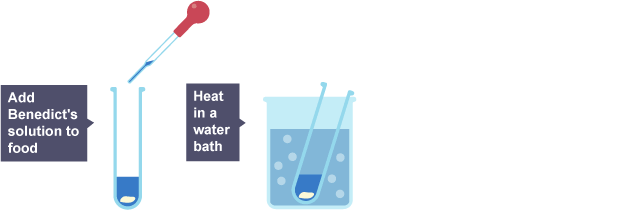 Add
Benedict's
solution to
food
Heat
in a
water
bath